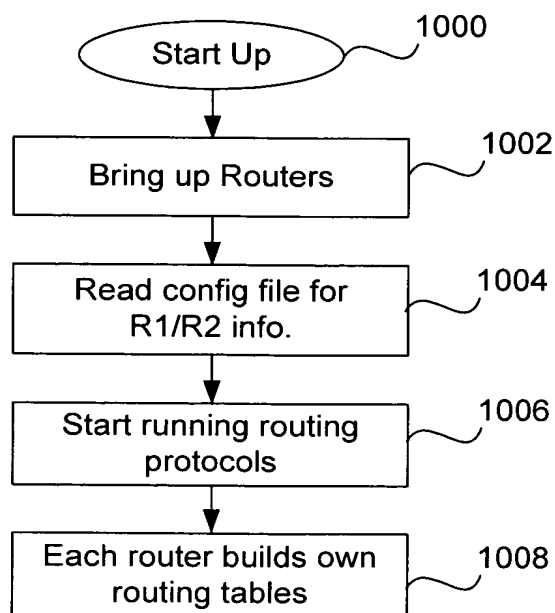 1000
Start Up
1002
Bring up Routers
1004
Read config file for
R1/R2 info.
1006
Start running routing
protocols
1008
Each router builds own
routing tables